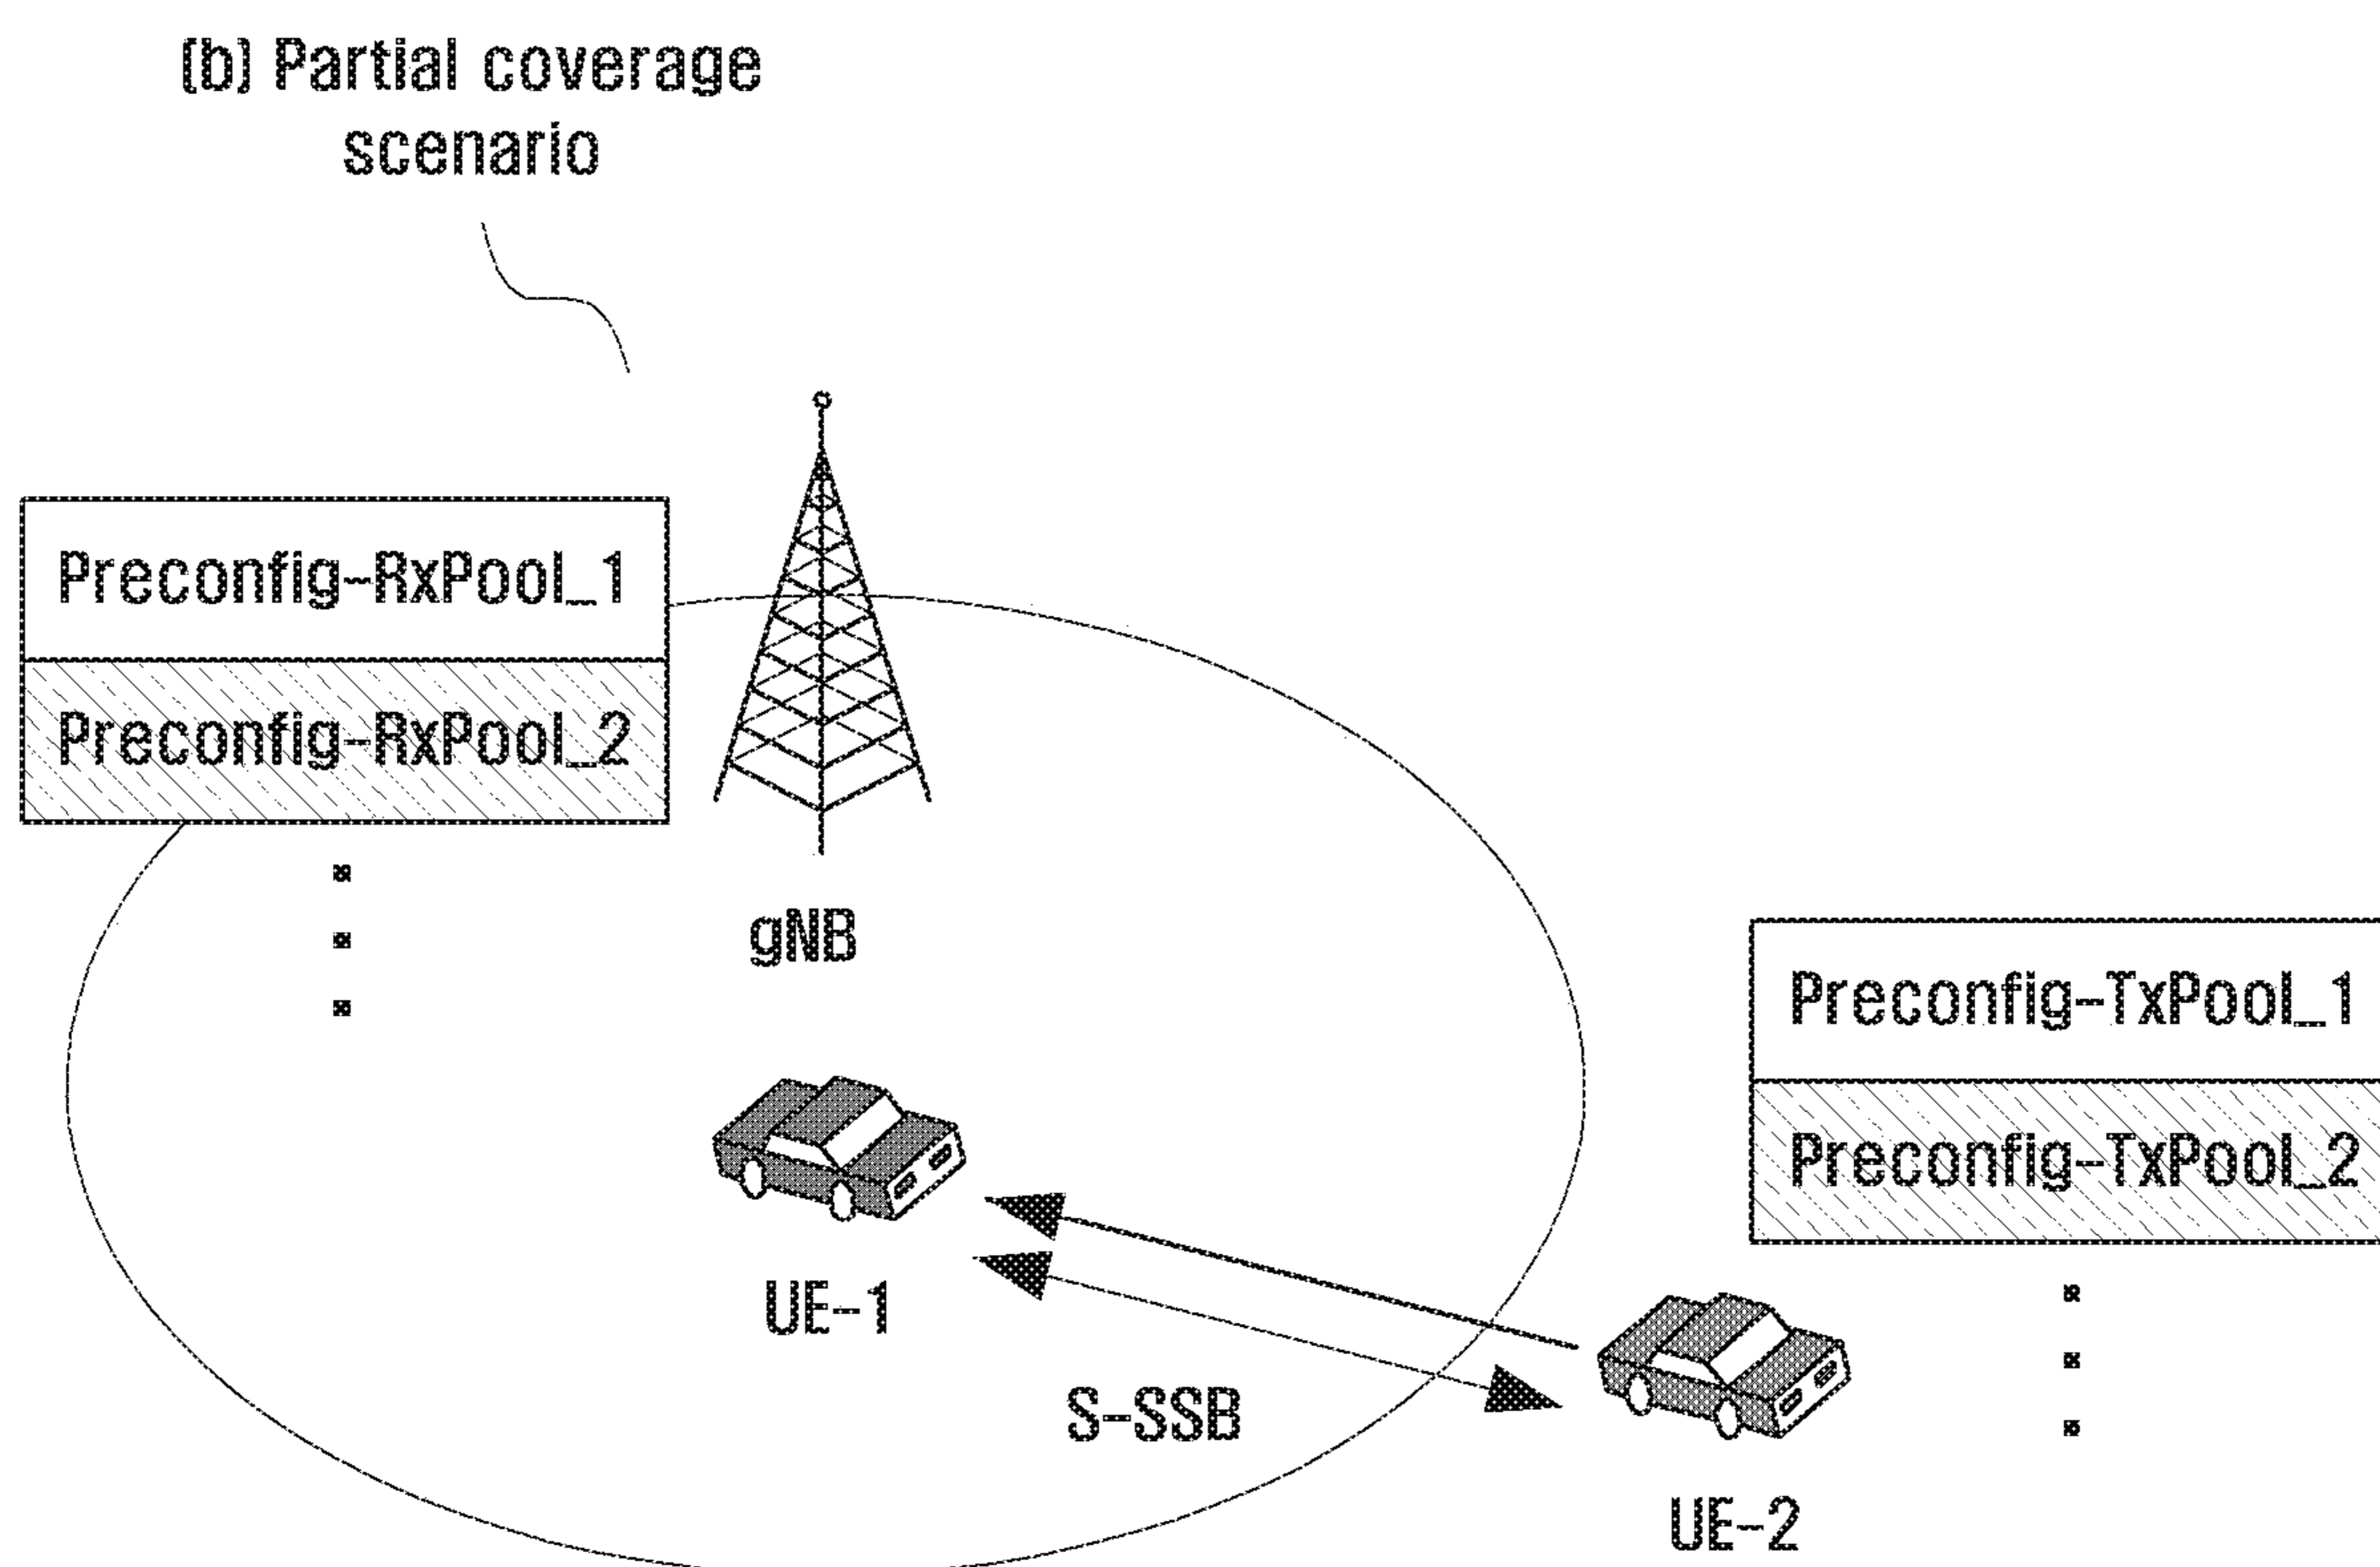 (b) Partial coverage
scenario
Preconfig-RxPool_1
Preconfig-RxPool_2
gNB
Preconfig-TxPool_1
Preconfig-TxPool_2
UE-1
S-SSB
UE-2